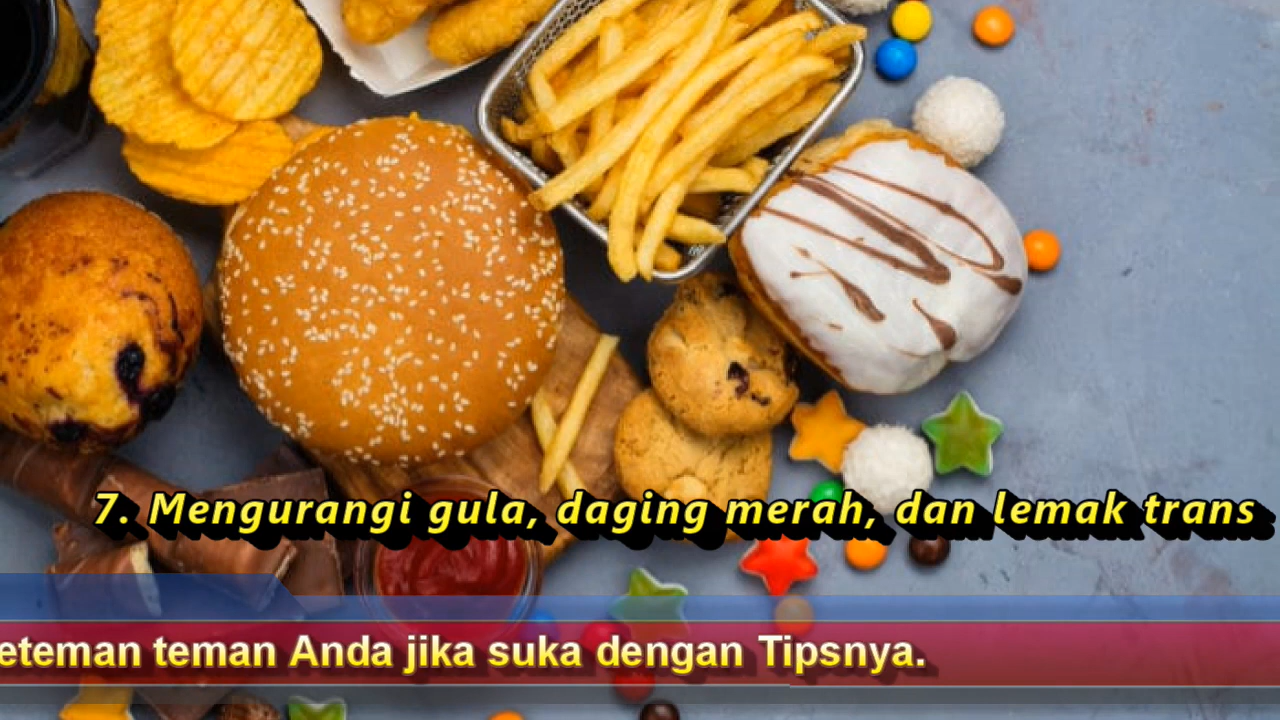 7. Mengurangi gula, daging merah, dan lemak trans
eteman teman Anda jika suka dengan Tipsnya.